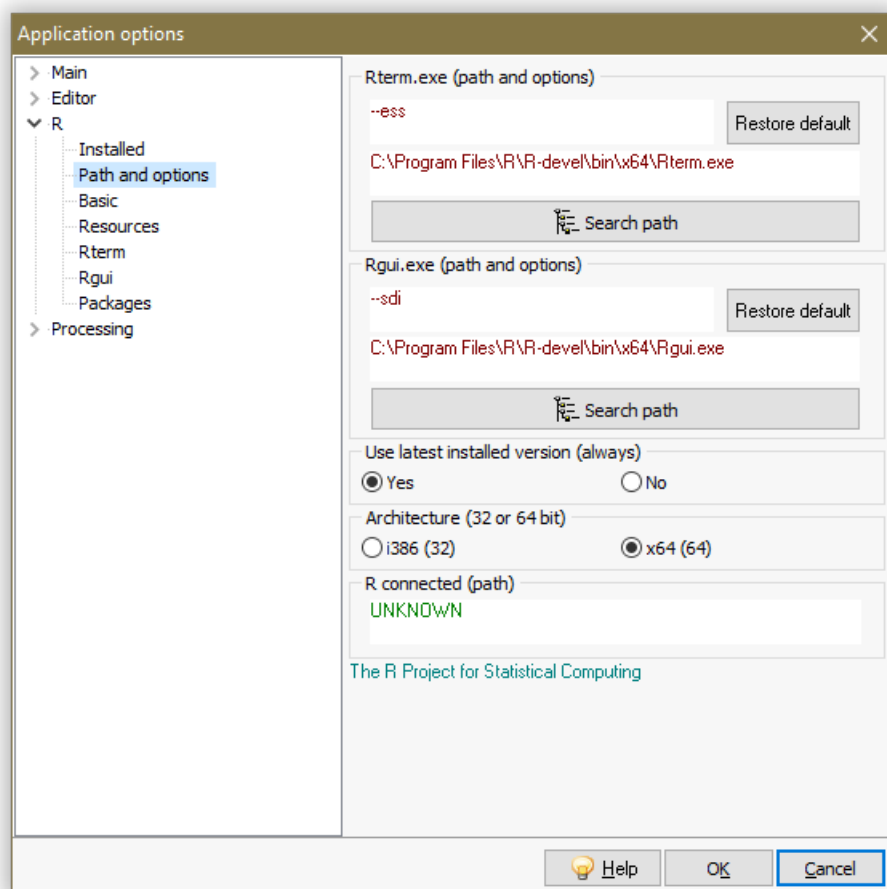 Application options
Main
Editor
R
Installed
Path and options
Basic
Resources
Rterm
Rgui
Packages
Processing
Rterm.exe (path and options)
--ess
Restore default
C:\Program Files\R\R-devel\bin\x64\Rterm.exe
Search path
Rgui.exe (path and options)
--sdi
Restore default
C:\Program Files\R\R-devel\bin\x64\Rgui.exe
Search path
Use latest installed version (always)
Yes No
Architecture (32 or 64 bit)
i386 (32) x64 (64)
R connected (path)
UNKNOWN
The R Project for Statistical Computing
Help OK Cancel